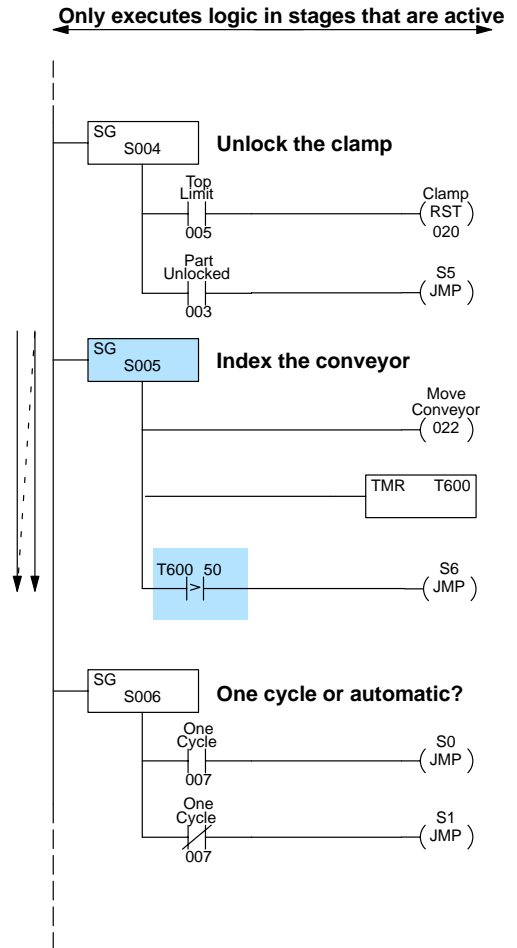 Only executes logic in stages that are active
SG
S004
Unlock the clamp
Top
Limit
005
Clamp
RST
020
Part
Unlocked
003
S5
JMP
SG
S005
Index the conveyor
Move
Conveyor
022
TMR T600
T600 50
>
S6
JMP
SG
S006
One cycle or automatic?
One
Cycle
007
S0
JMP
One
Cycle
007
S1
JMP